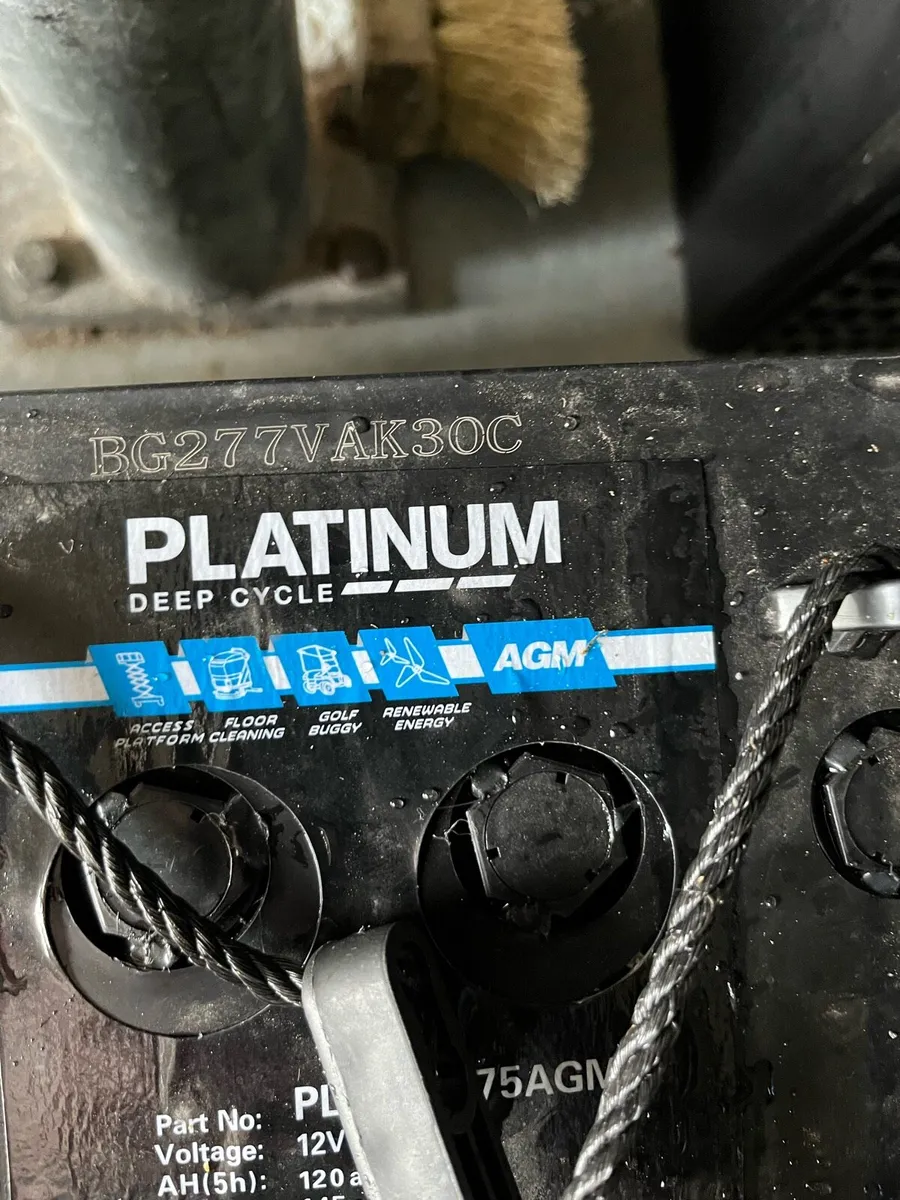 BG277VAK30C
PLATINUM
DEEP CYCLE
AGM
ACCESS PLATFORM
FLOOR CLEANING
GOLF BUGGY
RENEWABLE ENERGY
75AGM
Part No: PL
Voltage: 12V
AH(5h): 120